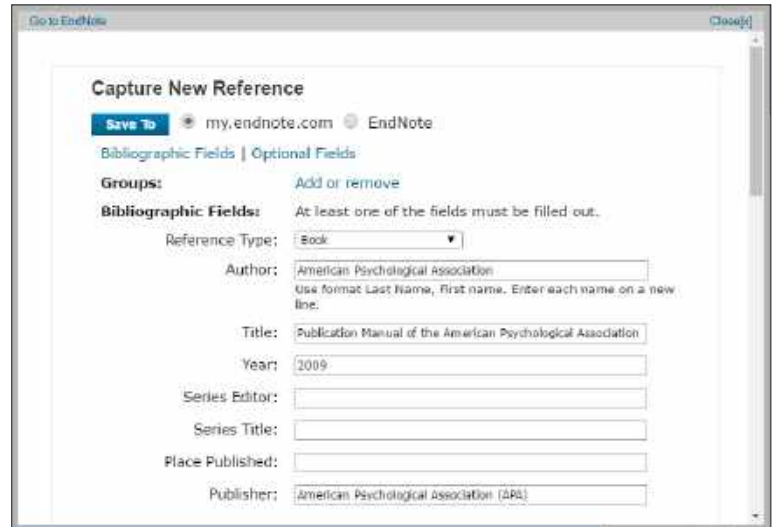 Go to EndNote Close[x]
Capture New Reference
Save To my.endnote.com EndNote
Bibliographic Fields | Optional Fields
Groups: Add or remove
Bibliographic Fields: At least one of the fields must be filled out.
Reference Type: Book
Author: American Psychological Association
Use format Last Name, First name. Enter each name on a new
line.
Title: Publication Manual of the American Psychological Association
Year: 2009
Series Editor:
Series Title:
Place Published:
Publisher: American Psychological Association (APA)